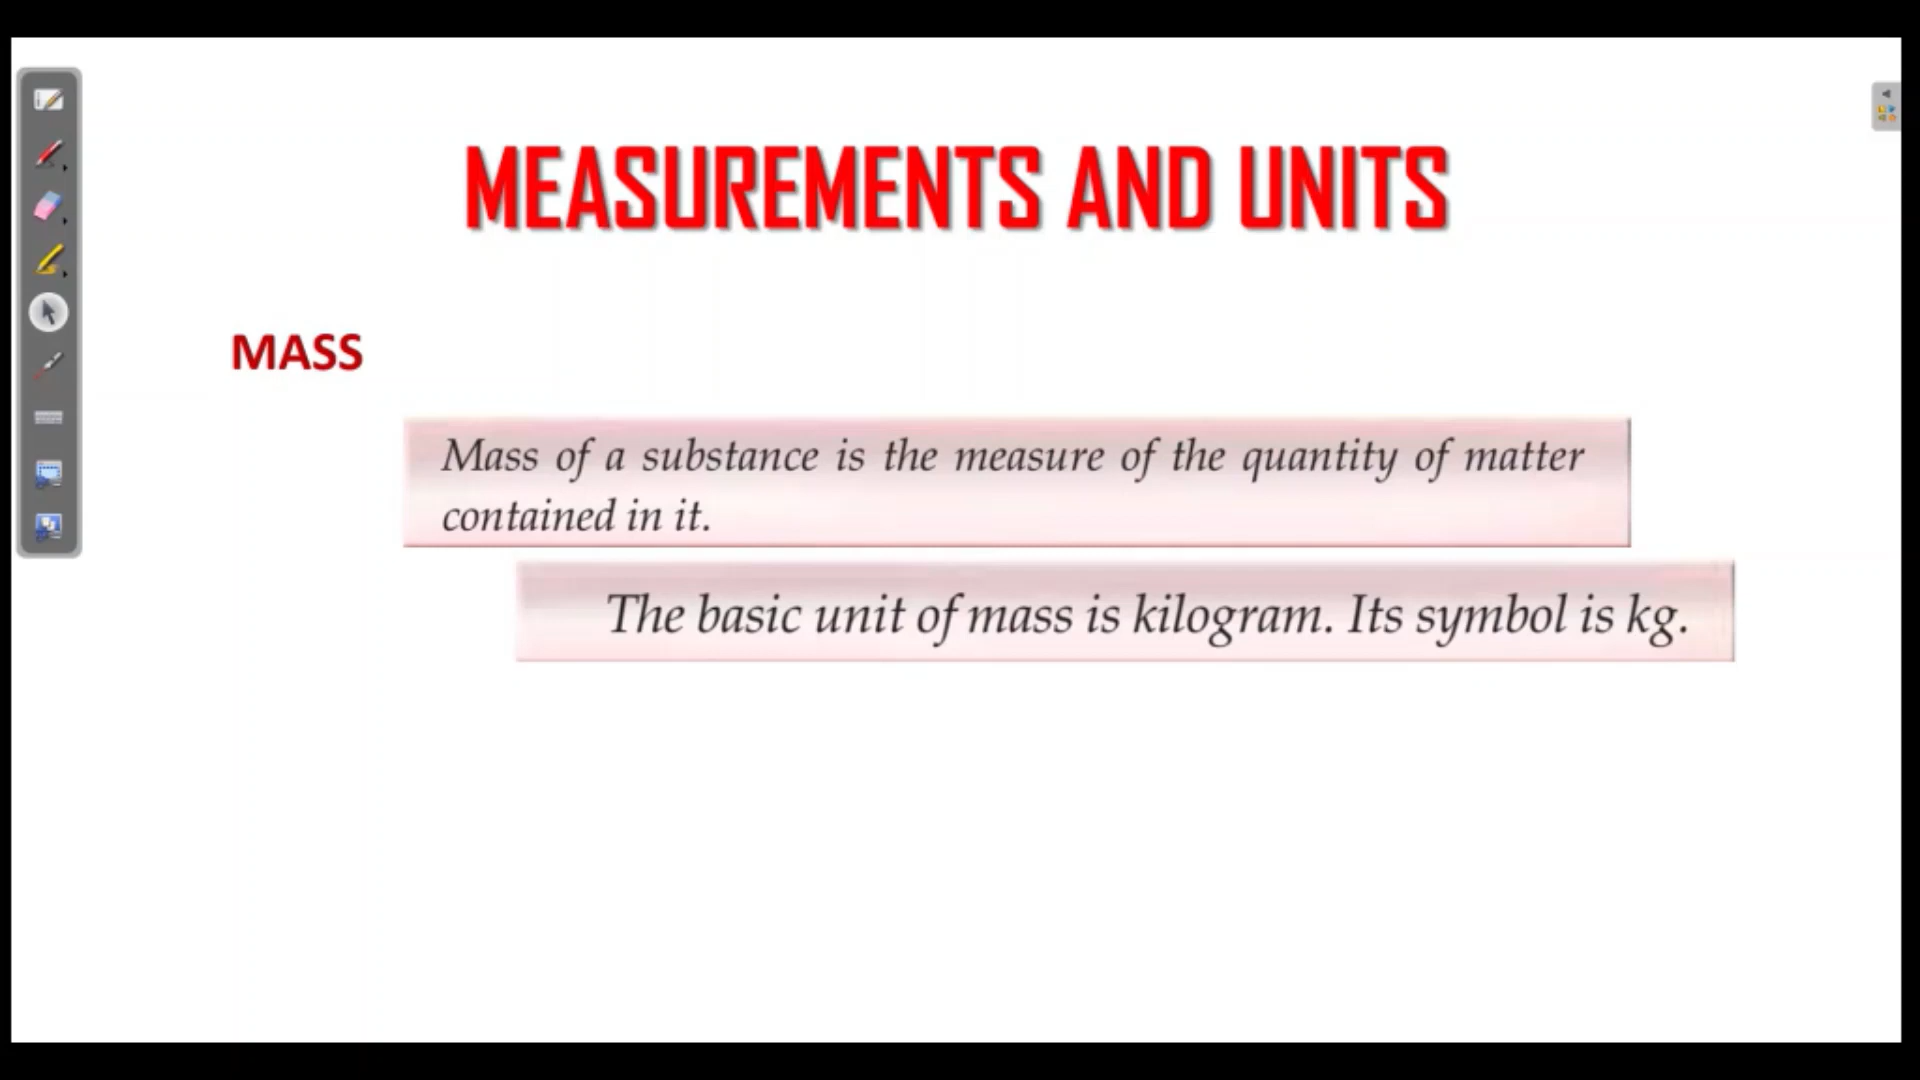 MEASUREMENTS AND UNITS
MASS
Mass of a substance is the measure of the quantity of matter
contained in it.
The basic unit of mass is kilogram. Its symbol is kg.